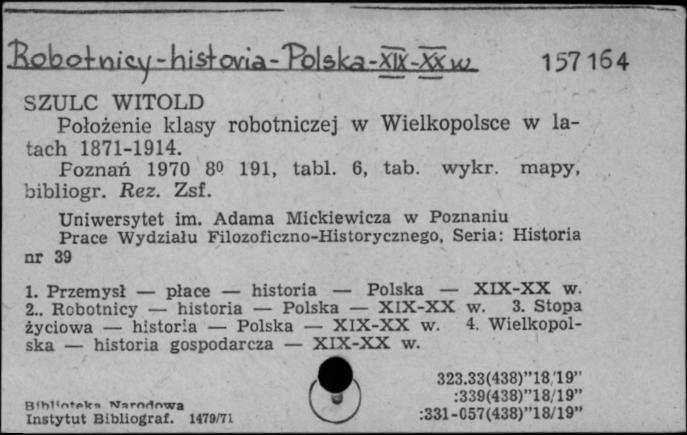 Robotnicy-historia-Polska-XIX-XX w.
157164
SZULC WITOLD
Położenie klasy robotniczej w Wielkopolsce w la-
tach 1871-1914.
Poznań 1970 8⁰ 191, tabl. 6, tab. wykr. mapy,
bibliogr. Rez. Zsf.
Uniwersytet im. Adama Mickiewicza w Poznaniu
Prace Wydziału Filozoficzno-Historycznego, Seria: Historia
nr 39
1. Przemysł — płace — historia — Polska — XIX-XX w.
2.. Robotnicy — historia — Polska — XIX-XX w. 3. Stopa
życiowa — historia — Polska — XIX-XX w. 4. Wielkopol-
ska — historia gospodarcza — XIX-XX w.
323.33(438)"18/19"
:339(438)"18/19"
:331-057(438)"18/19"
Biblioteka Narodowa
Instytut Bibliograf. 1479/71